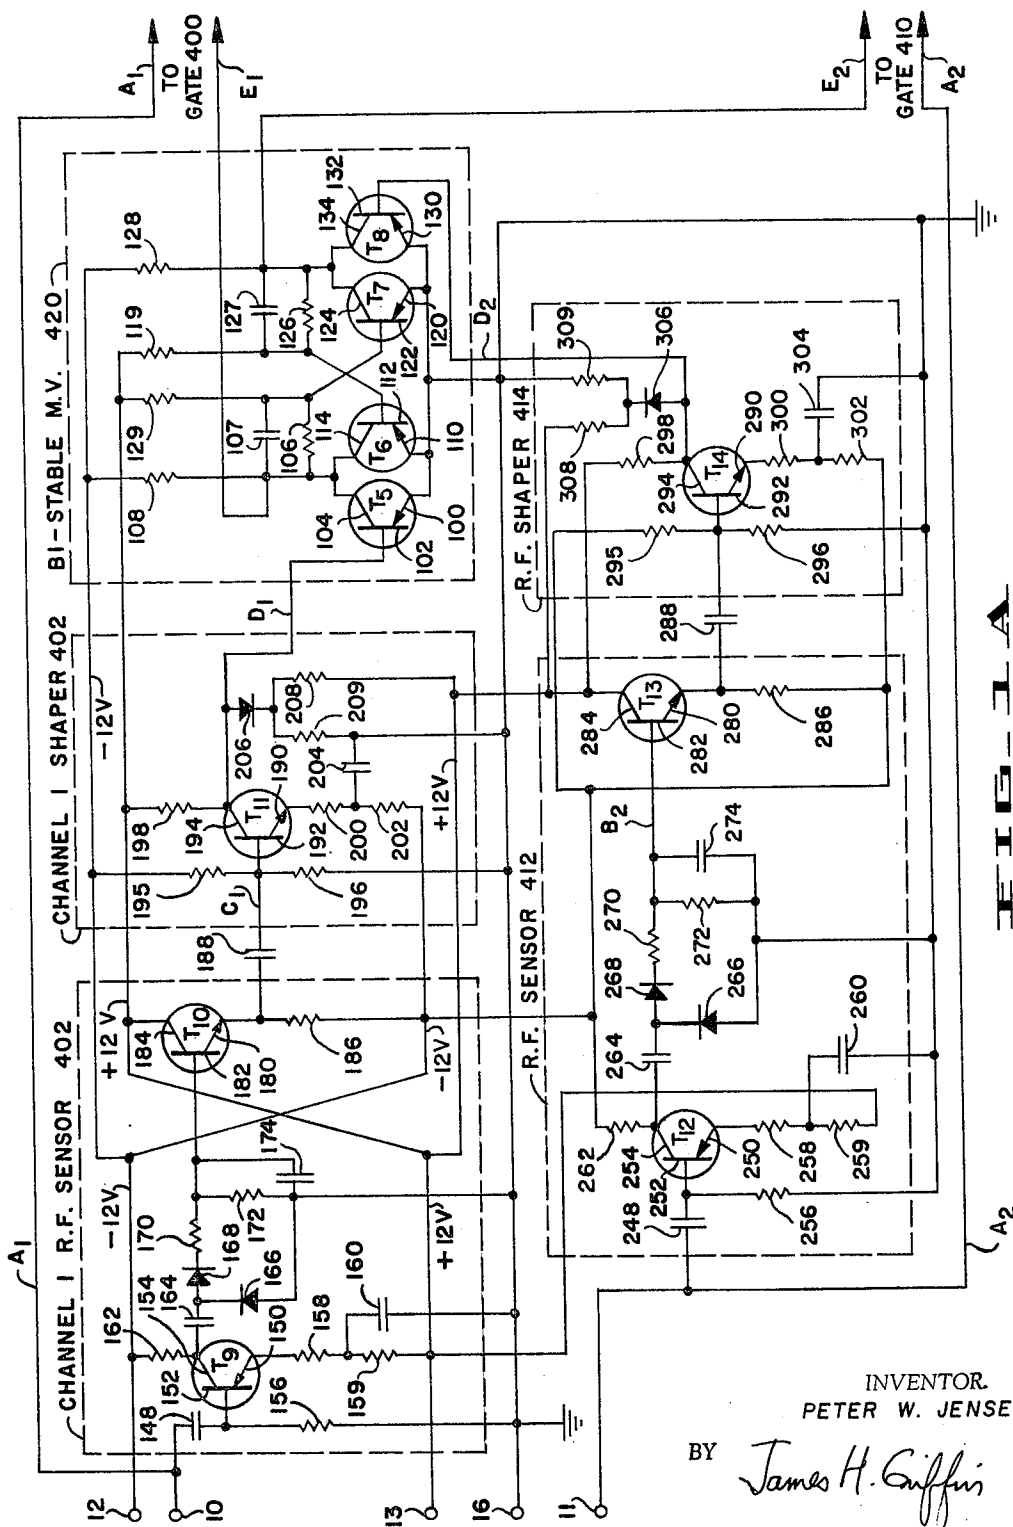 A1
TO
GATE 400
E1
E2
TO
GATE 410
A2
BI-STABLE M.V. 420
128
119
129
108
127
126
107
106
132
134
T8
130
T7
124
120
122
112
114
T6
110
T5
104
100
102
D1
D2
CHANNEL 1 SHAPER 402
-12V
198
195
206
208
209
194
T11
190
204
192
200
202
C1
196
188
+12V
R.F. SHAPER 414
309
306
308
298
304
294
T14
290
300
292
302
295
296
288
CHANNEL 1 R.F. SENSOR 402
+12 V
184
T10
182
180
186
-12V
-12V
174
170
172
168
154
164
166
162
160
150
158
T9
152
159
148
156
+12V
A1
12
10
13
16
11
R.F. SENSOR 412
T13
284
280
282
286
B2
274
270
272
268
266
264
260
262
254
T12
250
252
258
259
248
256
A2
FIG_1A
INVENTOR.
PETER W. JENSE
BY James H. Griffin